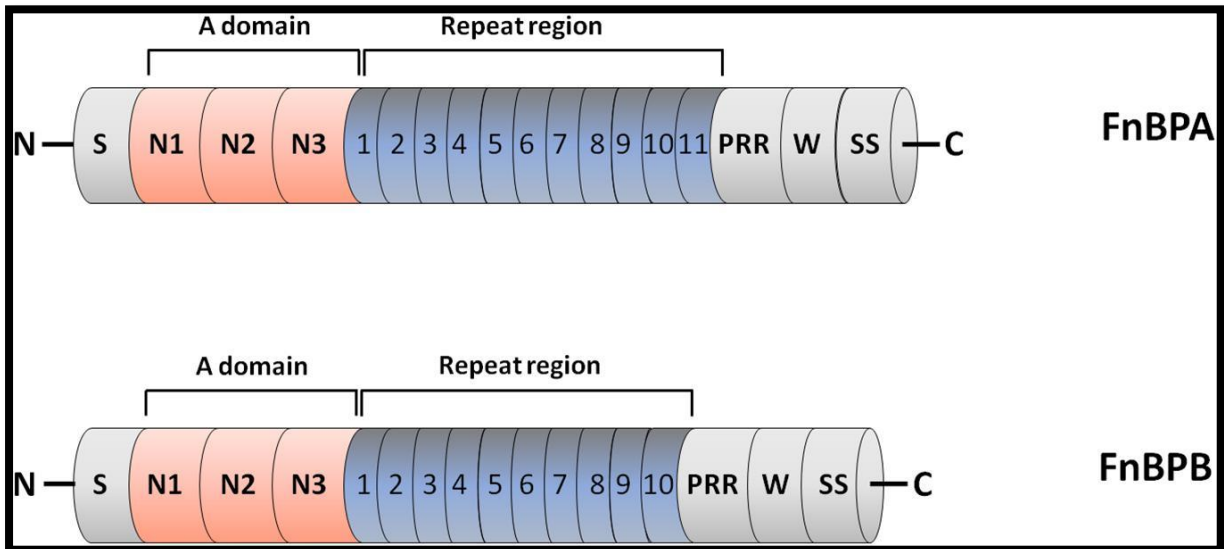 A domain Repeat region
N S N1 N2 N3 1 2 3 4 5 6 7 8 9 10 11 PRR W SS C FnBPA
A domain Repeat region
N S N1 N2 N3 1 2 3 4 5 6 7 8 9 10 PRR W SS C FnBPB